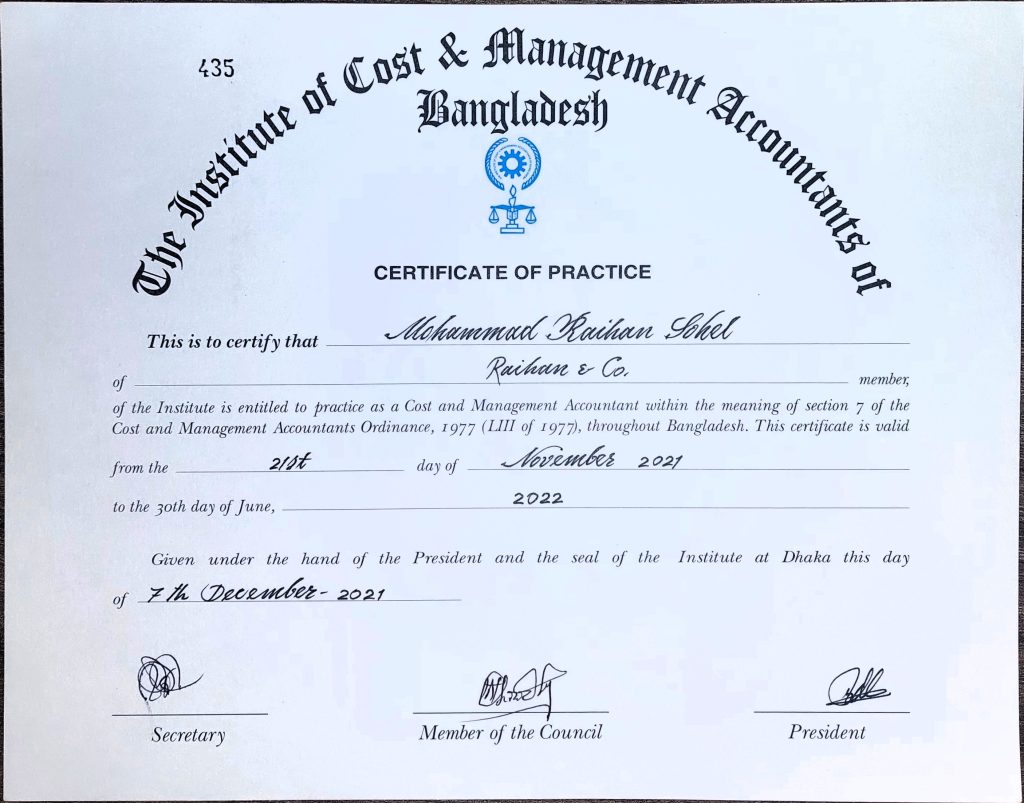 435
The Institute of Cost & Management Accountants of
Bangladesh
CERTIFICATE OF PRACTICE
This is to certify that Mohammad Raihan Sohel
of Raihan & Co. member,
of the Institute is entitled to practice as a Cost and Management Accountant within the meaning of section 7 of the
Cost and Management Accountants Ordinance, 1977 (LIII of 1977), throughout Bangladesh. This certificate is valid
from the 21st day of November 2021
to the 30th day of June, 2022
Given under the hand of the President and the seal of the Institute at Dhaka this day
of 7th December - 2021
Secretary Member of the Council President